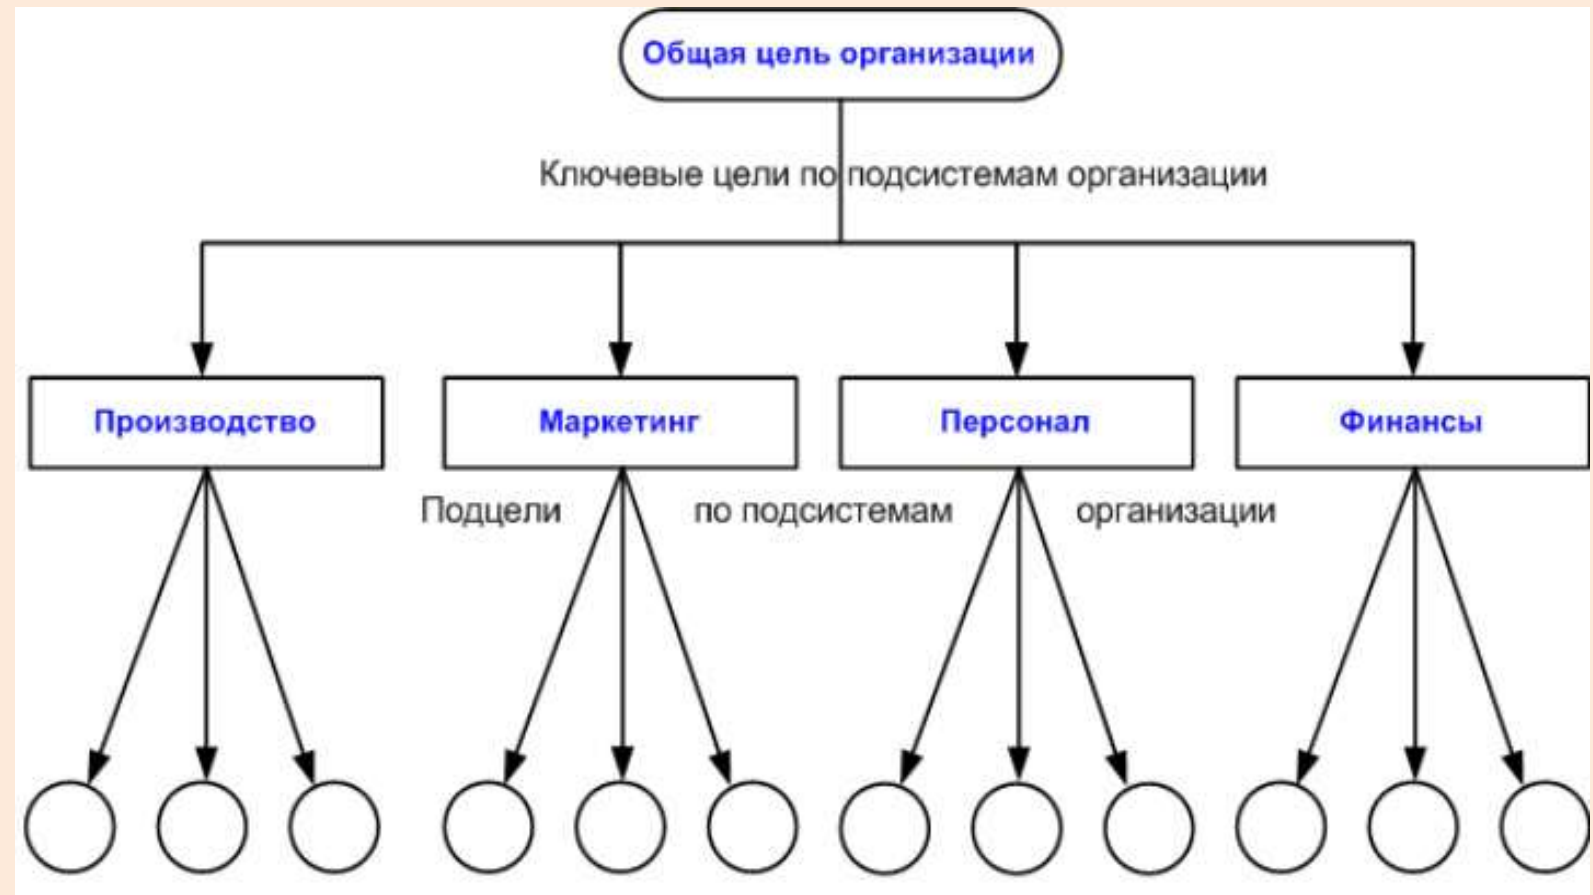 Общая цель организации
Ключевые цели по подсистемам организации
Производство
Маркетинг
Персонал
Финансы
Подцели по подсистемам организации